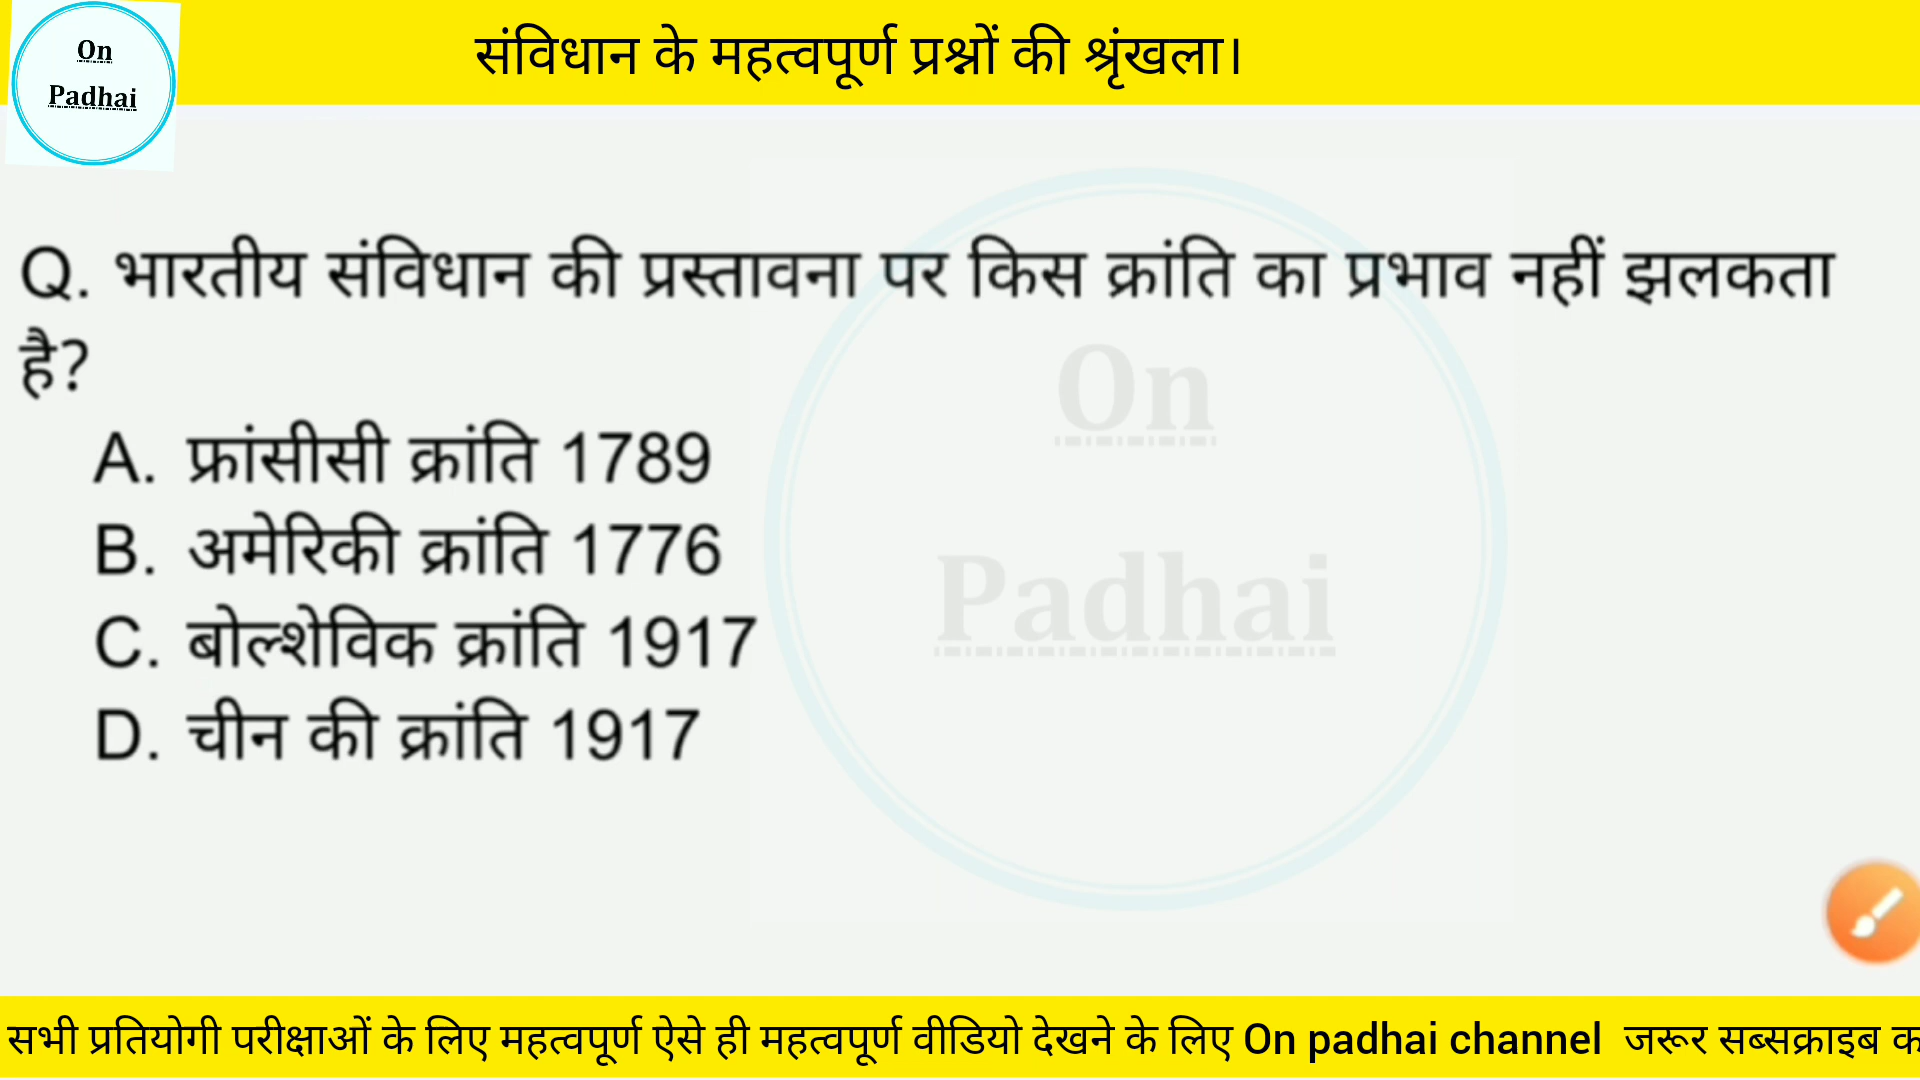 On
Padhai
संविधान के महत्वपूर्ण प्रश्नों की श्रृंखला।
Q. भारतीय संविधान की प्रस्तावना पर किस क्रांति का प्रभाव नहीं झलकता
है?
A. फ्रांसीसी क्रांति 1789
B. अमेरिकी क्रांति 1776
C. बोल्शेविक क्रांति 1917
D. चीन की क्रांति 1917
On
Padhai
सभी प्रतियोगी परीक्षाओं के लिए महत्वपूर्ण ऐसे ही महत्वपूर्ण वीडियो देखने के लिए On padhai channel जरूर सब्सक्राइब क